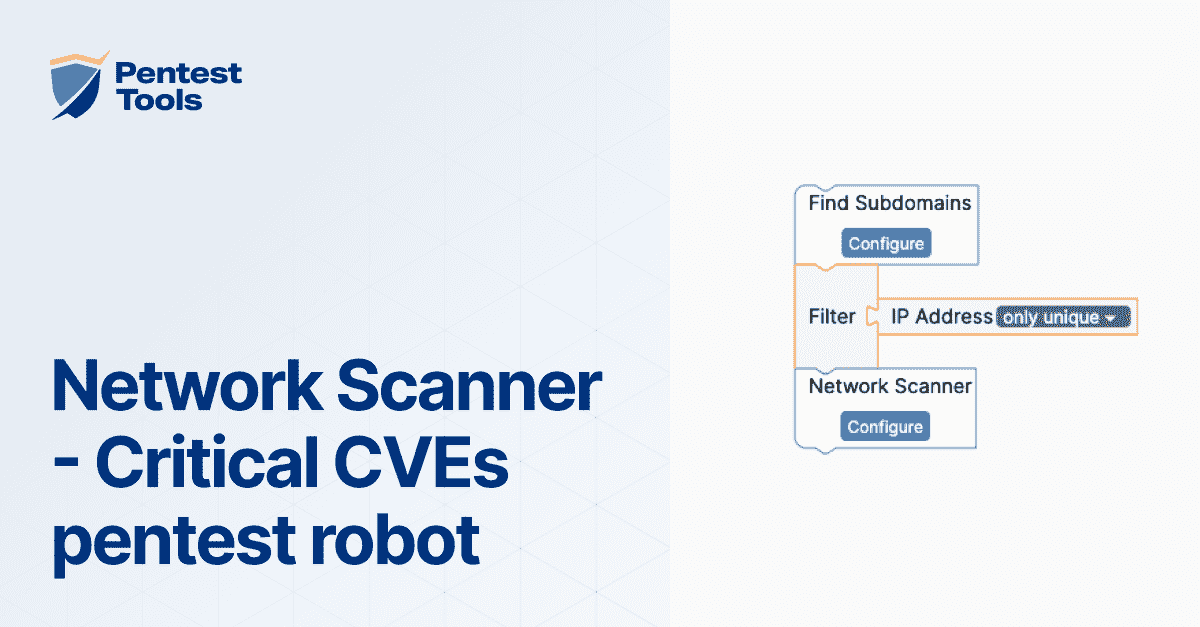 Pentest
Tools
Network Scanner
- Critical CVEs
pentest robot
Find Subdomains
Configure
Filter IP Address only unique
Network Scanner
Configure